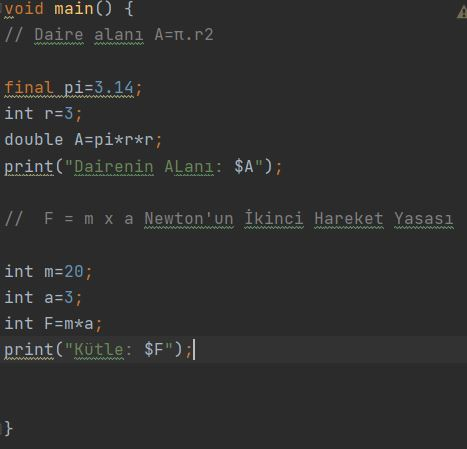 void main() {
// Daire alanı A=π.r2
final pi=3.14;
int r=3;
double A=pi*r*r;
print("Dairenin ALanı: $A");
//  F = m x a Newton'un İkinci Hareket Yasası
int m=20;
int a=3;
int F=m*a;
print("Kütle: $F");
}